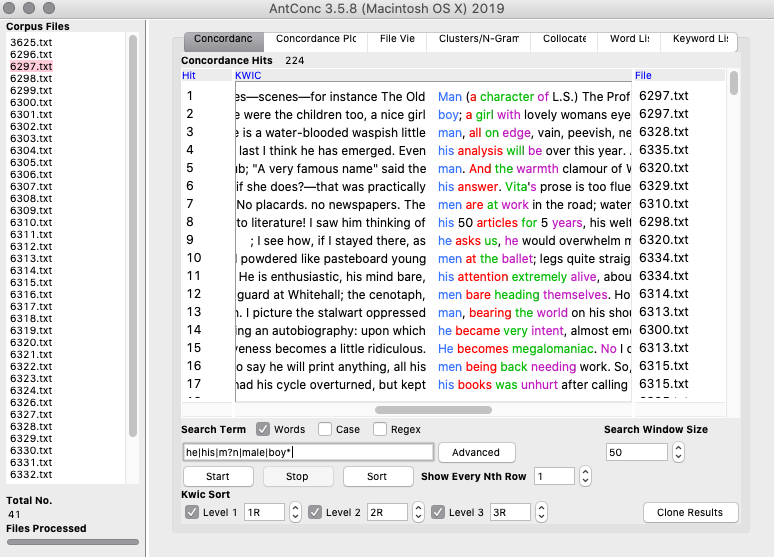 AntConc 3.5.8 (Macintosh OS X) 2019
Corpus Files
3625.txt
6296.txt
6297.txt
6298.txt
6299.txt
6300.txt
6301.txt
6302.txt
6303.txt
6304.txt
6305.txt
6306.txt
6307.txt
6308.txt
6309.txt
6310.txt
6311.txt
6312.txt
6313.txt
6314.txt
6315.txt
6316.txt
6317.txt
6318.txt
6319.txt
6320.txt
6321.txt
6322.txt
6323.txt
6324.txt
6326.txt
6327.txt
6328.txt
6329.txt
6330.txt
6331.txt
6332.txt
Total No.
41
Files Processed
Concordanc Concordance Plc File Vie Clusters/N-Gram Collocate Word Lis Keyword Lis
Concordance Hits 224
Hit KWIC File
1 es—scenes—for instance The Old Man (a character of L.S.) The Prof 6297.txt
2 e were the children too, a nice girl boy; a girl with lovely womans eye 6297.txt
3 e is a water-blooded waspish little man, all on edge, vain, peevish, ne 6328.txt
4 last I think he has emerged. Even his analysis will be over this year. 6335.txt
5 ıb; "A very famous name" said the man. And the warmth clamour of W 6320.txt
6 if she does?—that was practically his answer. Vita's prose is too flue 6329.txt
7 No placards. no newspapers. The men are at work in the road; water 6310.txt
8 to literature! I saw him thinking of his 50 articles for 5 years, his welt 6298.txt
9 ; I see how, if I stayed there, as he asks us, he would overwhelm m 6320.txt
10 l powdered like pasteboard young men at the ballet; legs quite straig 6334.txt
11 He is enthusiastic, his mind bare, his attention extremely alive, abou 6334.txt
12 guard at Whitehall; the cenotaph, men bare heading themselves. Ho 6314.txt
13 n. I picture the stalwart oppressed man, bearing the world on his shou 6314.txt
14 ing an autobiography: upon which he became very intent, almost eme 6300.txt
15 veness becomes a little ridiculous. He becomes megalomaniac. No I c 6313.txt
16 o say he will print anything, all his men being back needing work. So, 6315.txt
17 had his cycle overturned, but kept his books was unhurt after calling 6315.txt
Search Term Words Case Regex Search Window Size
he|his|m?n|male|boy* Advanced 50
Start Stop Sort Show Every Nth Row 1
Kwic Sort
Level 1 1R Level 2 2R Level 3 3R Clone Results